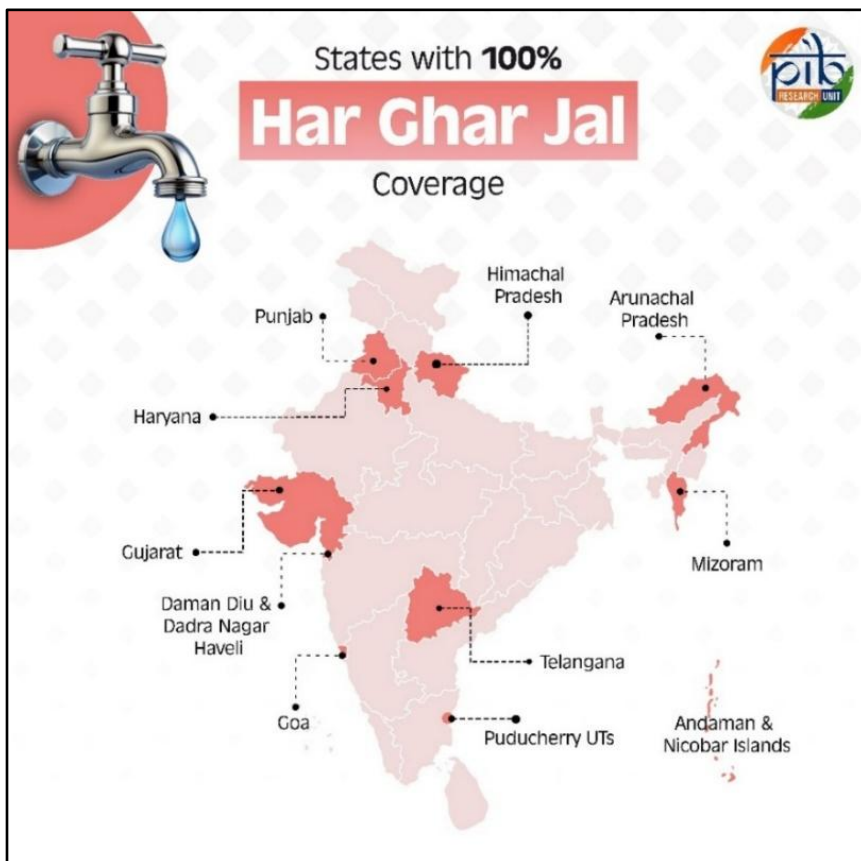 States with 100%
Har Ghar Jal
Coverage
pib
RESEARCH UNIT
Himachal
Pradesh
Arunachal
Pradesh
Punjab
Haryana
Gujarat
Mizoram
Daman Diu &
Dadra Nagar
Haveli
Telangana
Goa
Puducherry UTs
Andaman &
Nicobar Islands